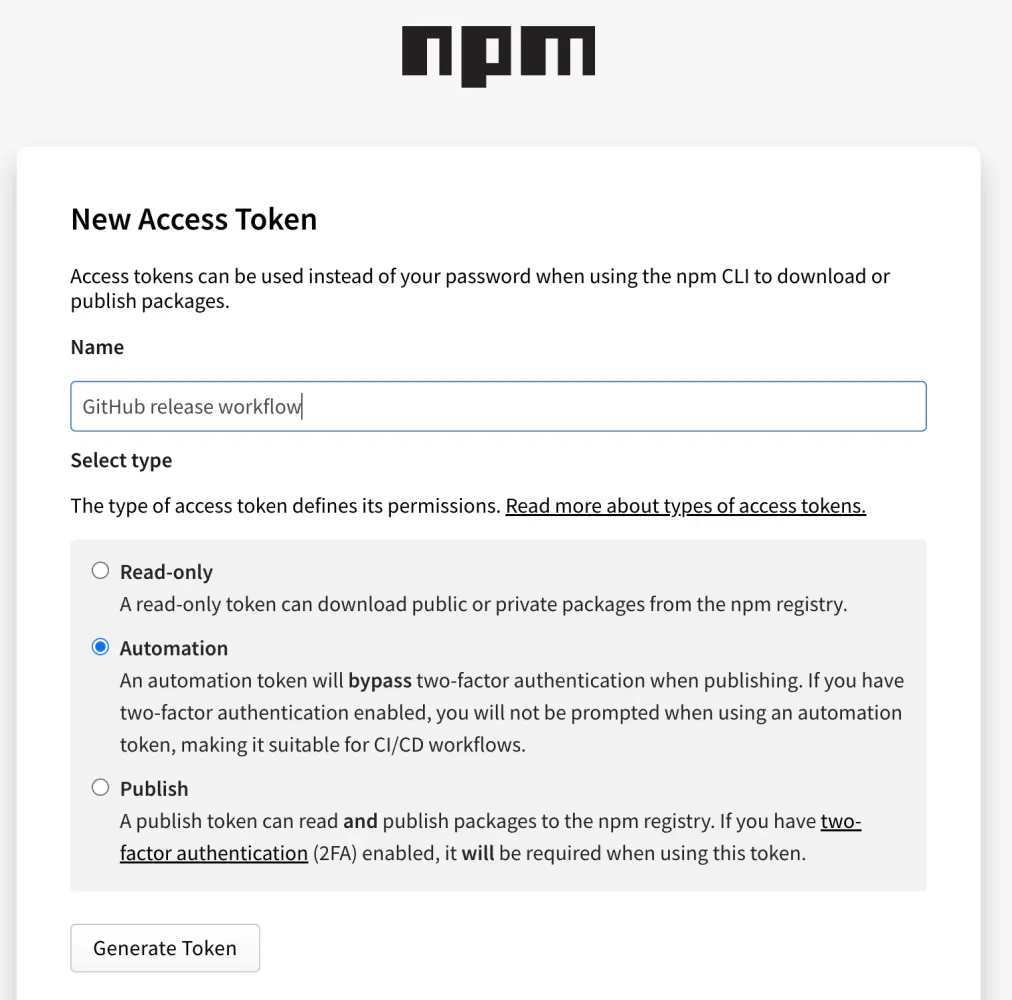 npm
New Access Token
Access tokens can be used instead of your password when using the npm CLI to download or
publish packages.
Name
GitHub release workflow
Select type
The type of access token defines its permissions. Read more about types of access tokens.
Read-only
A read-only token can download public or private packages from the npm registry.
Automation
An automation token will bypass two-factor authentication when publishing. If you have
two-factor authentication enabled, you will not be prompted when using an automation
token, making it suitable for CI/CD workflows.
Publish
A publish token can read and publish packages to the npm registry. If you have two-
factor authentication (2FA) enabled, it will be required when using this token.
Generate Token